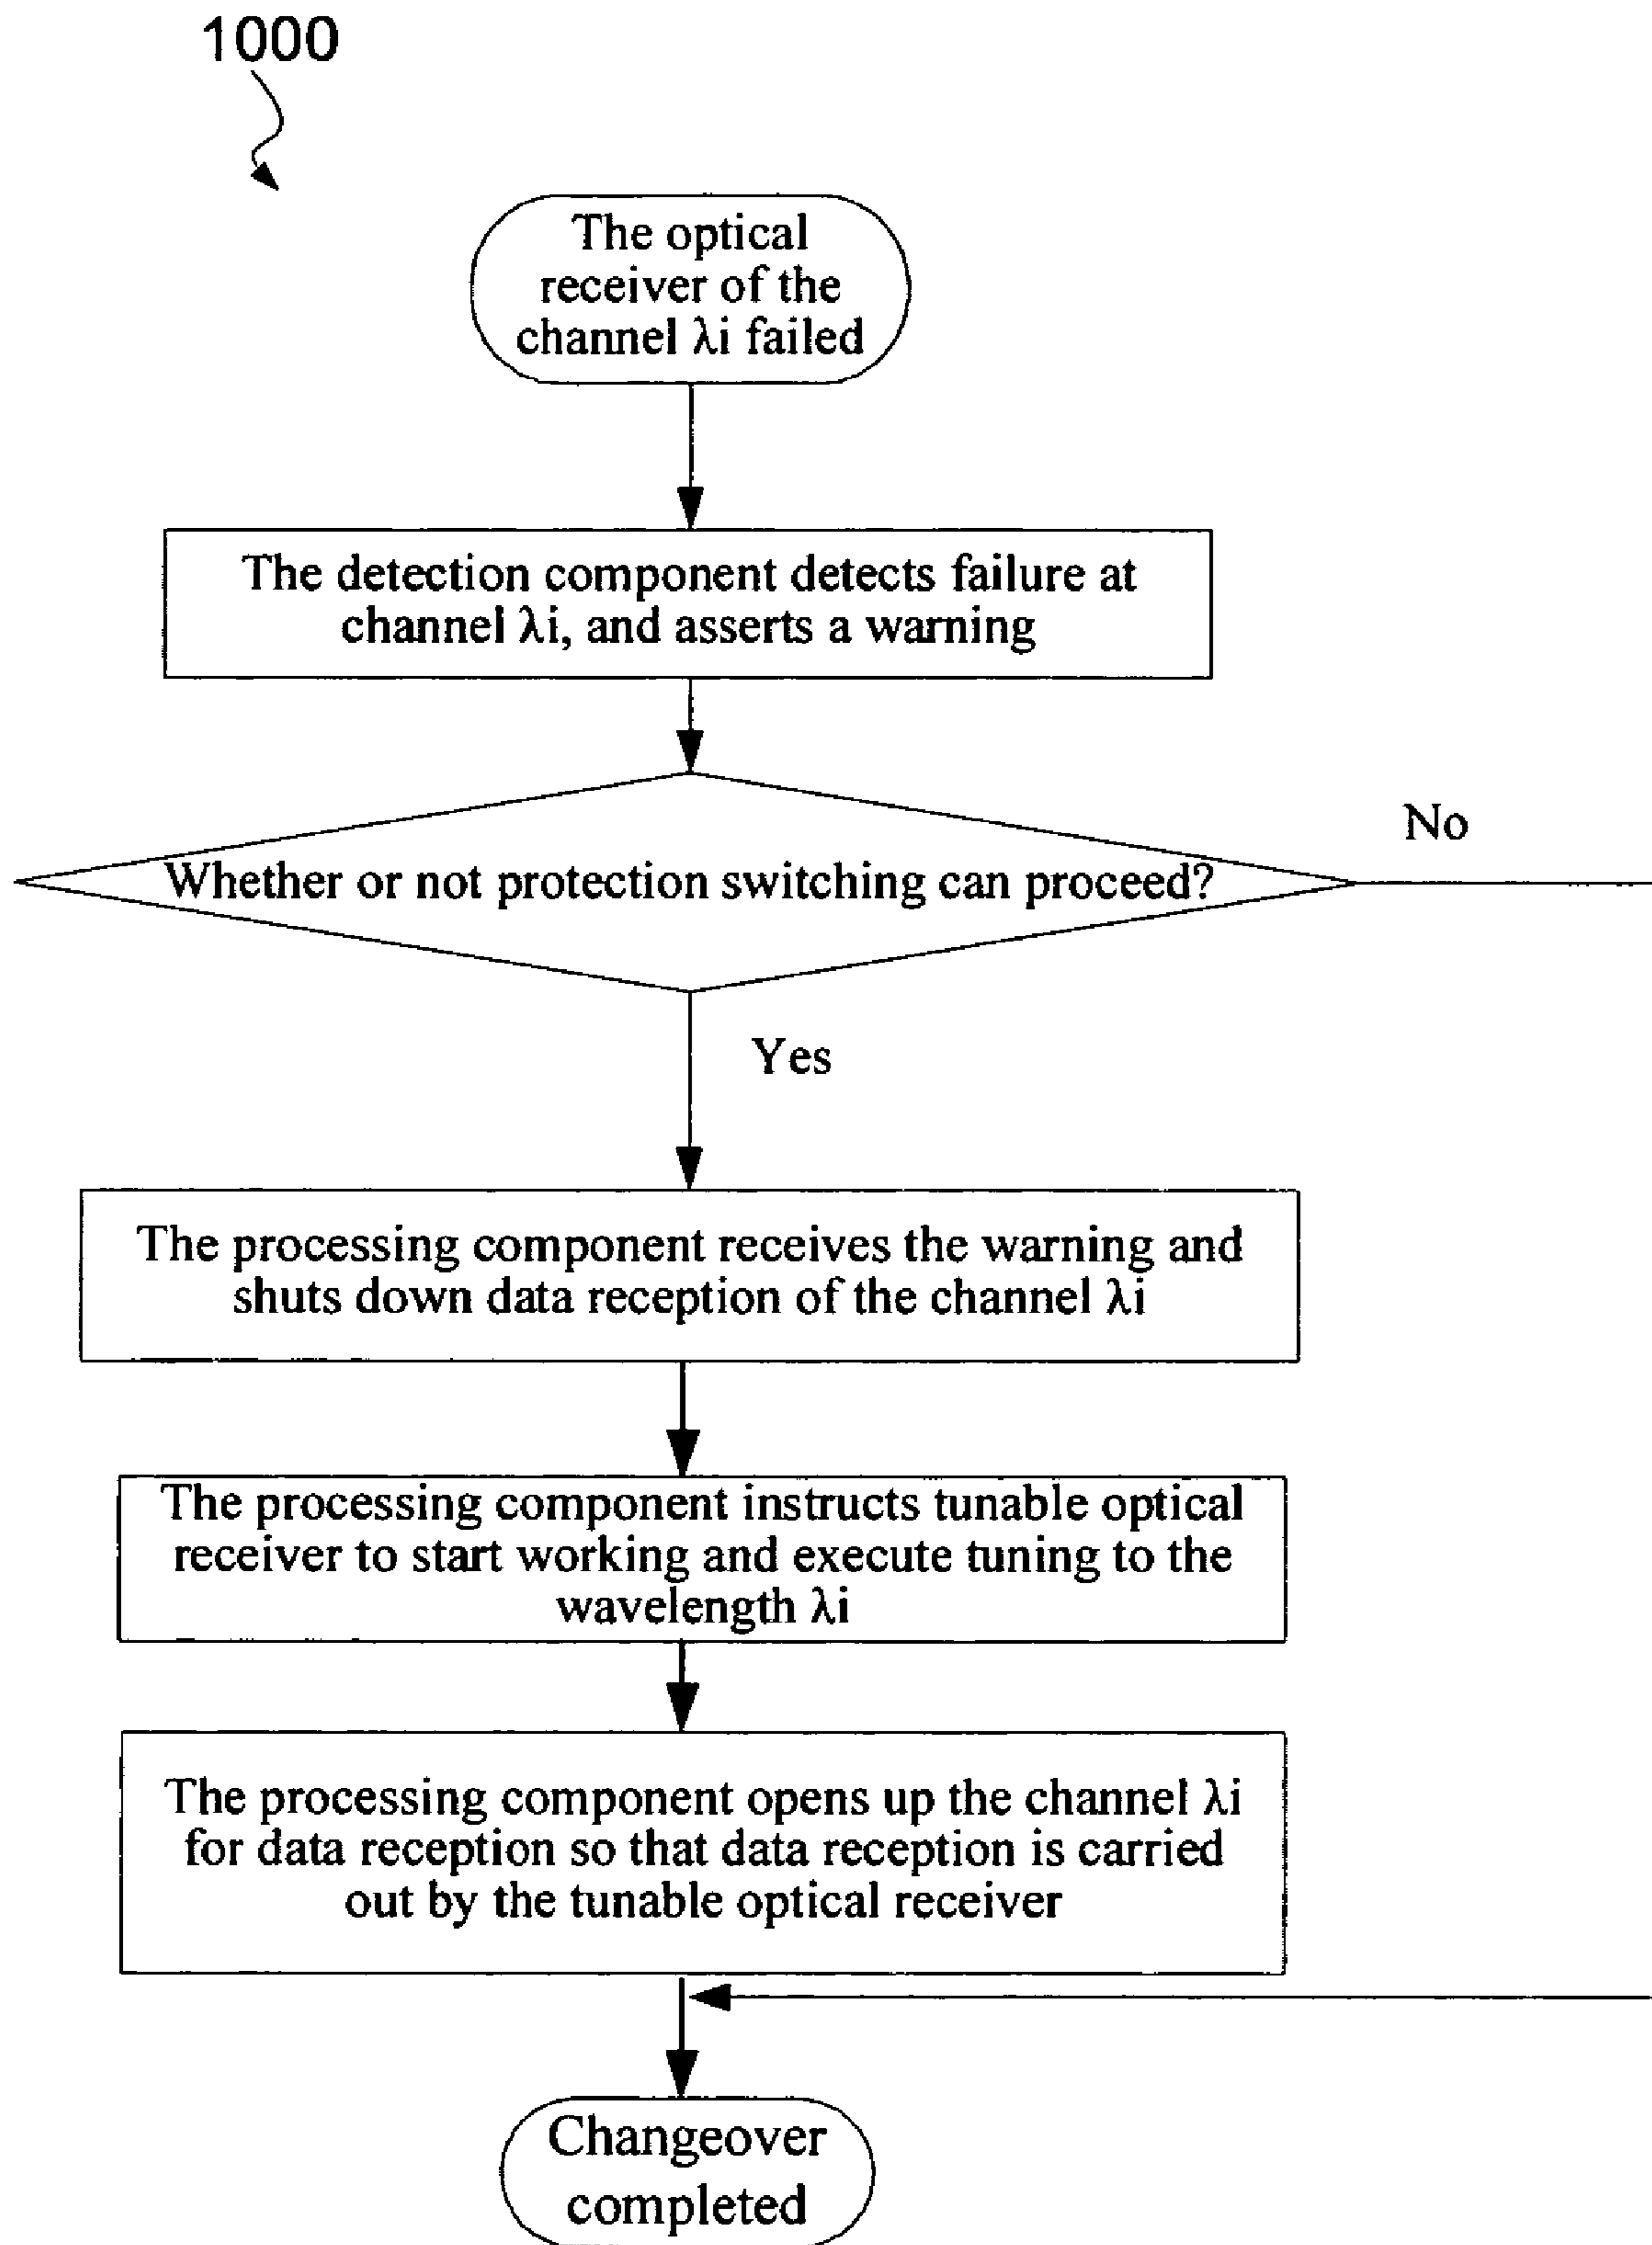 1000
The optical
receiver of the
channel λi failed
The detection component detects failure at
channel λi, and asserts a warning
No
Whether or not protection switching can proceed?
Yes
The processing component receives the warning and
shuts down data reception of the channel λi
The processing component instructs tunable optical
receiver to start working and execute tuning to the
wavelength λi
The processing component opens up the channel λi
for data reception so that data reception is carried
out by the tunable optical receiver
Changeover
completed